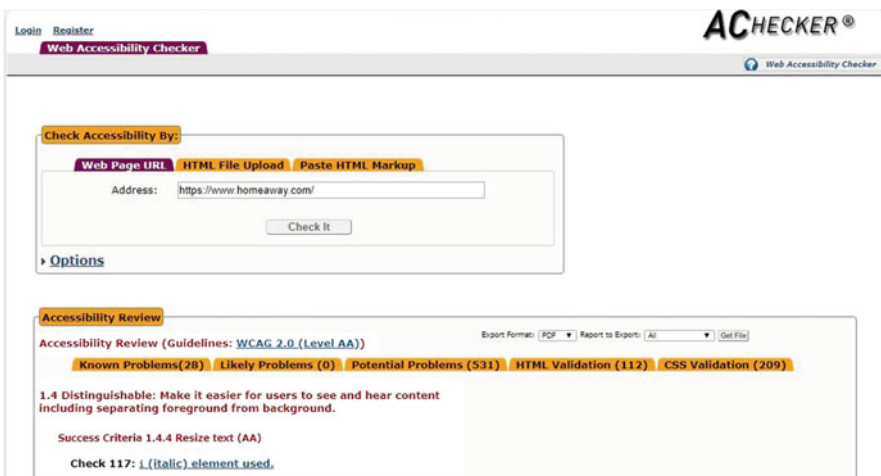 Login Register
ACHECKER®
Web Accessibility Checker
Web Accessibility Checker
Check Accessibility By:
Web Page URL HTML File Upload Paste HTML Markup
Address: https://www.homeaway.com/
Check It
Options
Accessibility Review
Export Format: PDF Report to Export: All Get File
Accessibility Review (Guidelines: WCAG 2.0 (Level AA))
Known Problems(28) Likely Problems (0) Potential Problems (531) HTML Validation (112) CSS Validation (209)
1.4 Distinguishable: Make it easier for users to see and hear content
including separating foreground from background.
Success Criteria 1.4.4 Resize text (AA)
Check 117: i (italic) element used.